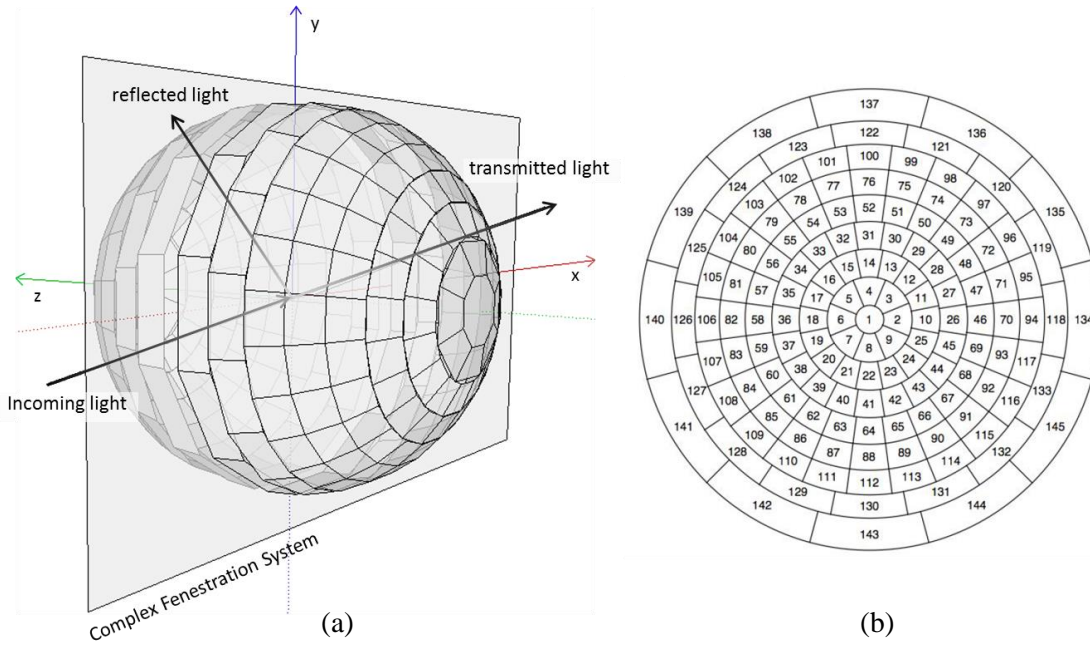 y
reflected light
transmitted light
x
z
Incoming light
Complex Fenestration System
(a)
137
138 122 136
123 121
101 100 99
102 98
124 77 76 75 120
103 78 74 97
139 79 53 52 51 73 135
54 50
104 32 31 30 96
125 80 55 33 29 49 72 119
56 34 16 15 14 13 12 28 48
105 81 57 35 17 5 4 3 11 27 47 71 95
140 126 106 82 58 36 18 6 1 2 10 26 46 70 94 118 134
107 83 59 37 19 7 8 9 25 45 69 93 117
60 38 20 21 22 23 24 44 68
127 108 84 61 39 40 41 42 43 67 92 116 133
141 85 62 63 64 65 66 91 145
109 86 87 88 89 90 115
128 110 111 112 113 114 132
129 130 131
142 143 144
(b)